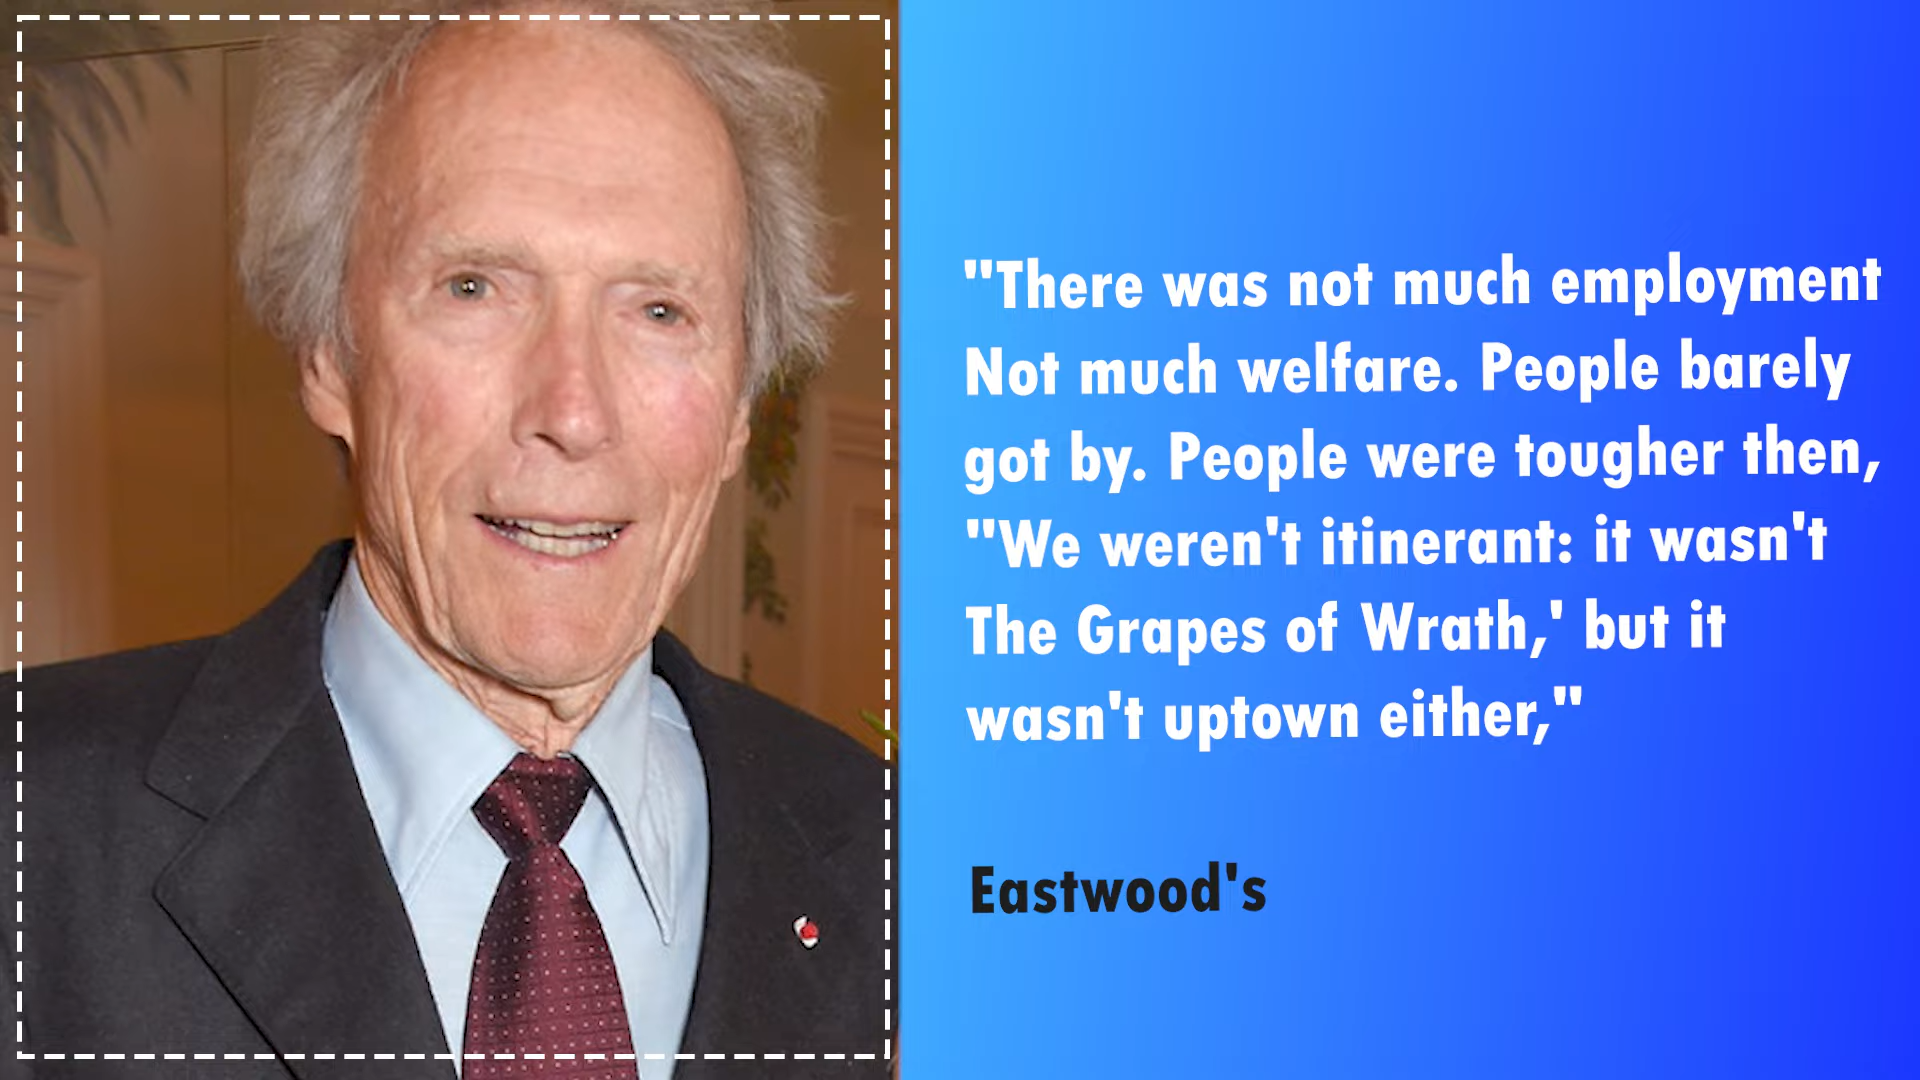 "There was not much employment
Not much welfare. People barely
got by. People were tougher then,
"We weren't itinerant: it wasn't
The Grapes of Wrath,' but it
wasn't uptown either,"
Eastwood's